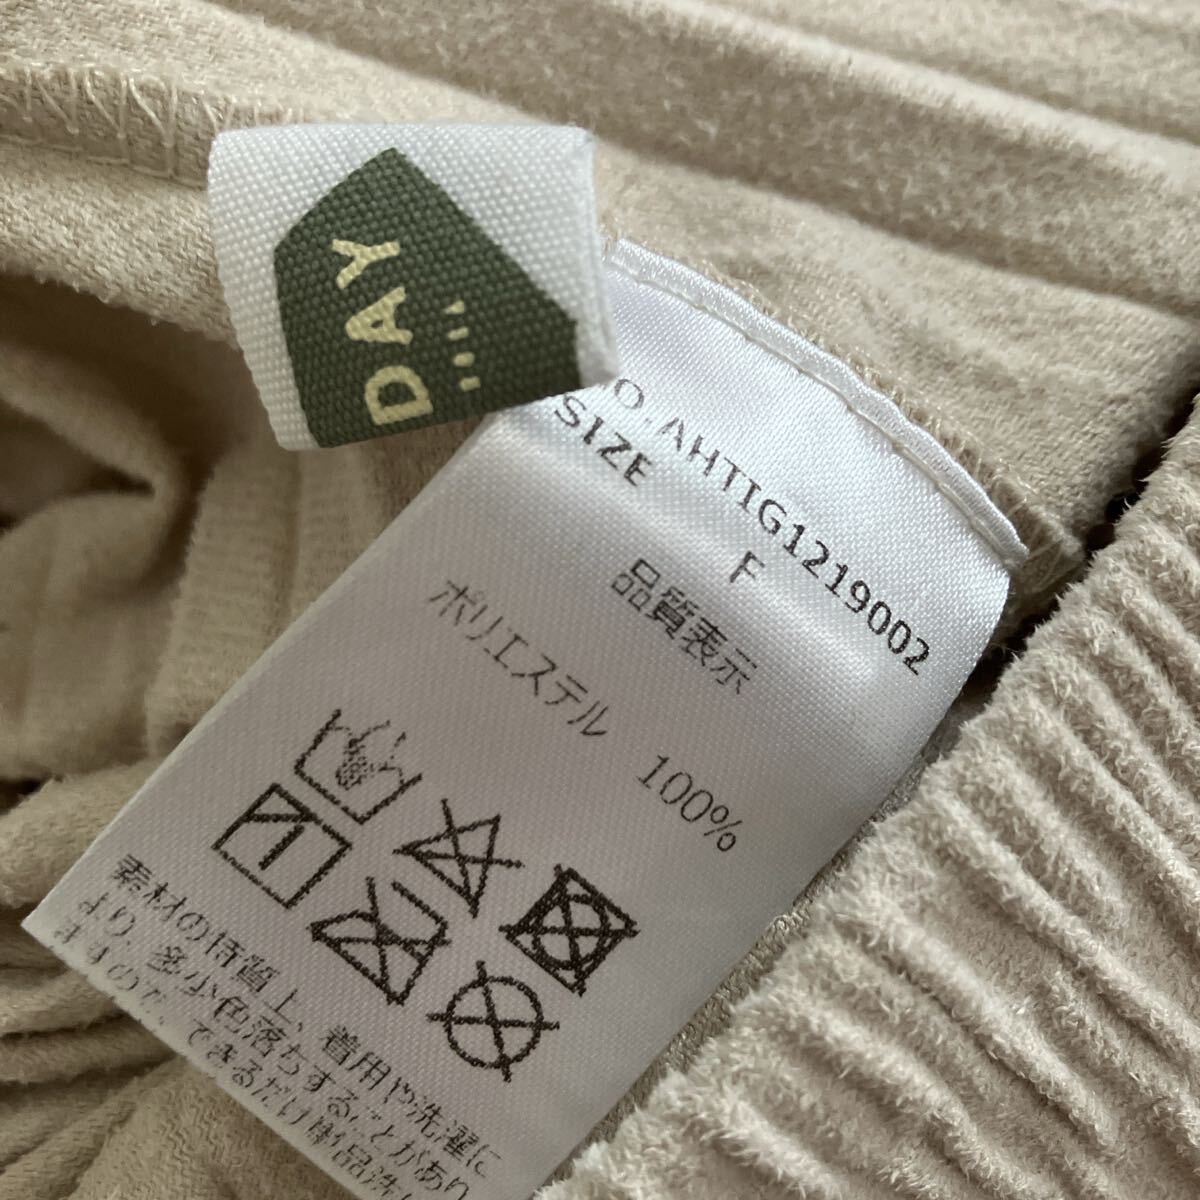 DAY
O.AHTIG1219002
SIZE F
品質表示
ポリエステル 100%
素材の特質上、着用や洗濯に
より、多少色落ちすることがあり
ますので、できるだけ単品洗い